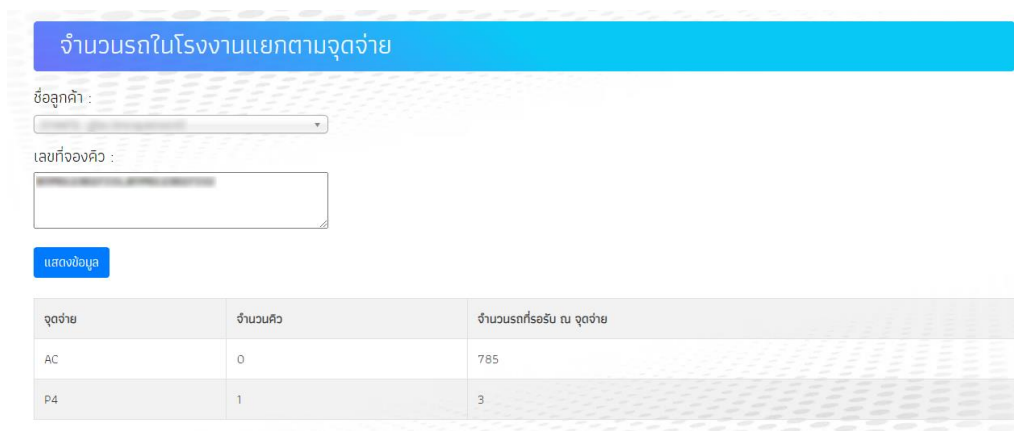 จำนวนรถในโรงงานแยกตามจุดจ่าย
ชื่อลูกค้า :
เลขที่จองคิว :
แสดงข้อมูล
จุดจ่าย จำนวนคิว จำนวนรถที่รอรับ ณ จุดจ่าย
AC 0 785
P4 1 3